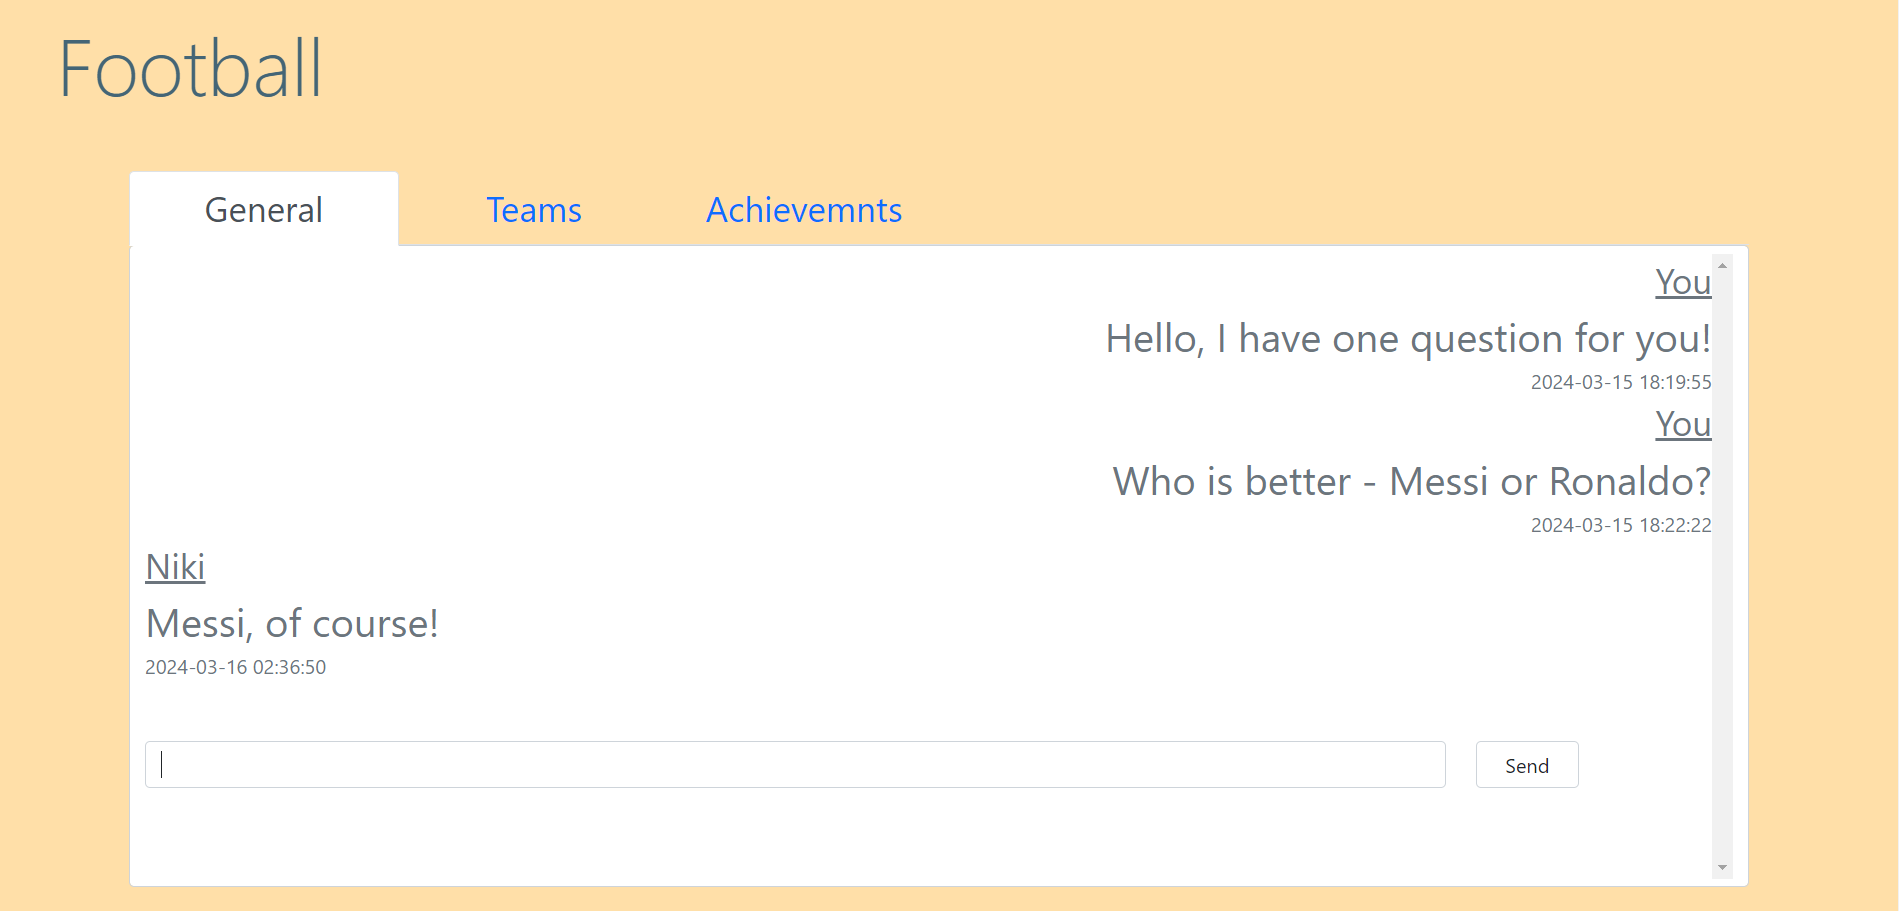 Football
General
Teams
Achievemnts
You
Hello, I have one question for you!
2024-03-15 18:19:55
You
Who is better - Messi or Ronaldo?
2024-03-15 18:22:22
Niki
Messi, of course!
2024-03-16 02:36:50
Send